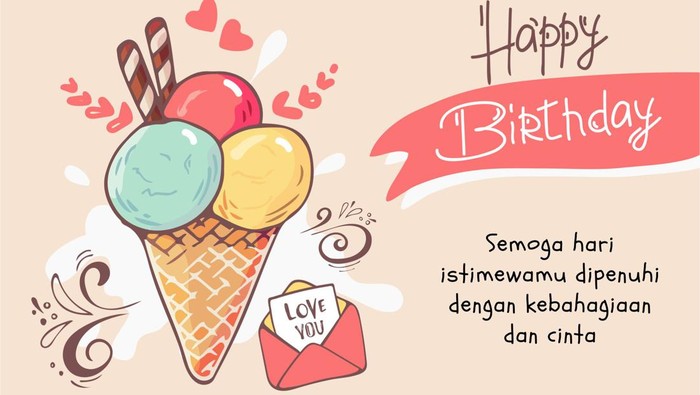 Happy
Birthday
Semoga hari
istimewamu dipenuhi
dengan kebahagiaan
dan cinta
LOVE
YOU